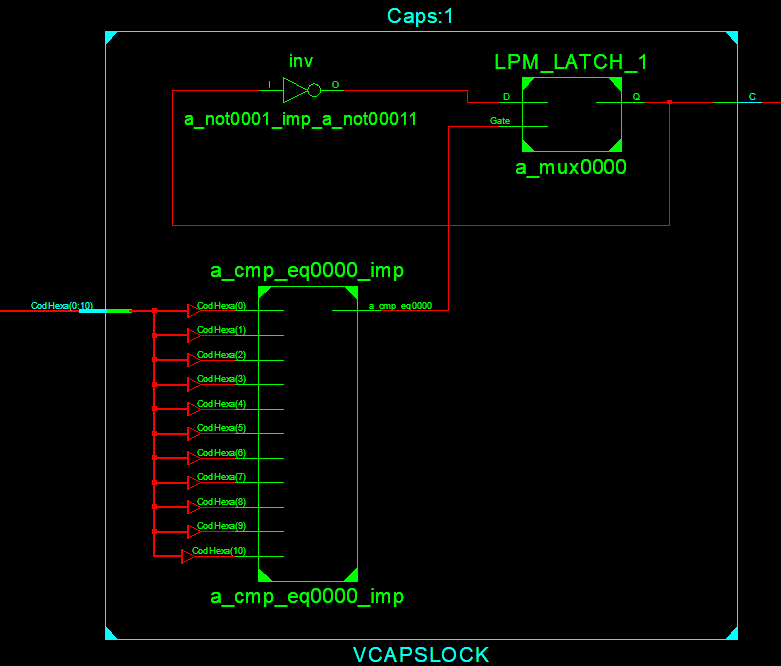 Caps:1
inv
LPM_LATCH_1
I
O
D
Q
C
Gate
a_not0001_imp_a_not00011
a_mux0000
a_cmp_eq0000_imp
CodHexa(0:10)
CodHexa(0)
a_cmp_eq0000
CodHexa(1)
CodHexa(2)
CodHexa(3)
CodHexa(4)
CodHexa(5)
CodHexa(6)
CodHexa(7)
CodHexa(8)
CodHexa(9)
CodHexa(10)
a_cmp_eq0000_imp
VCAPSLOCK